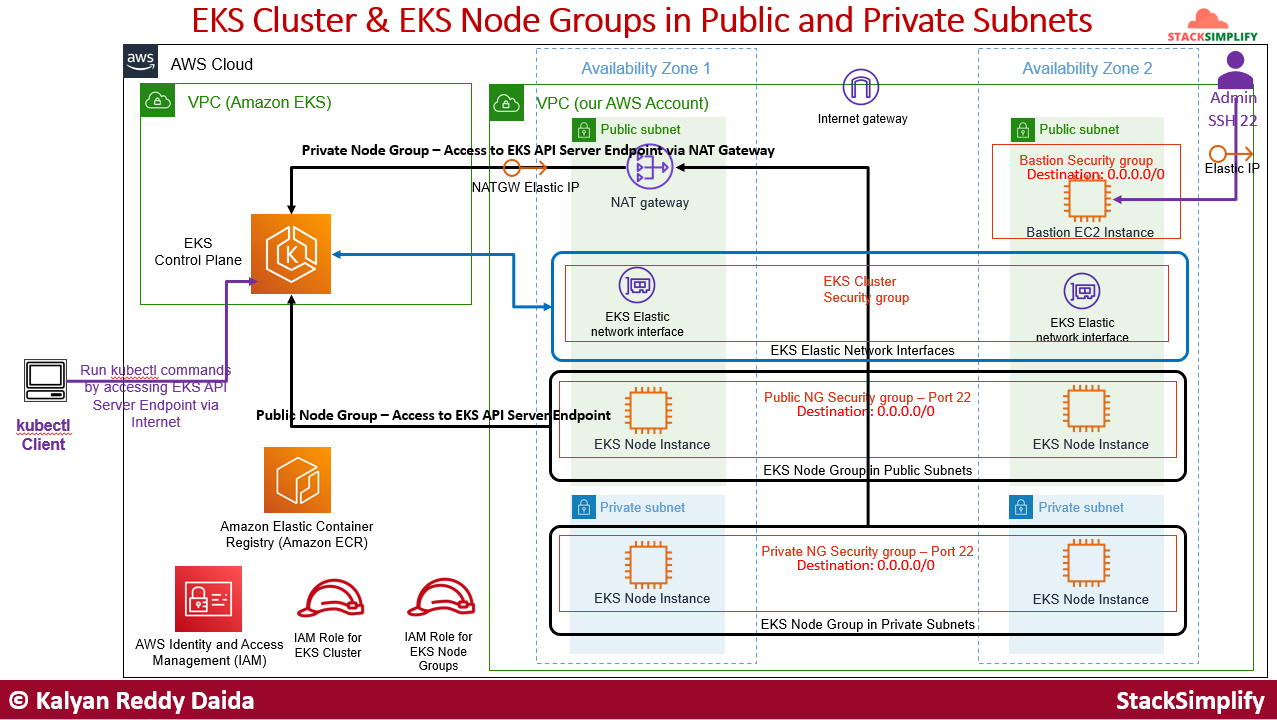 EKS Cluster & EKS Node Groups in Public and Private Subnets
STACKSIMPLIFY
aws
AWS Cloud
Availability Zone 1
Availability Zone 2
VPC (Amazon EKS)
VPC (our AWS Account)
Internet gateway
Admin
SSH 22
Public subnet
Public subnet
Private Node Group – Access to EKS API Server Endpoint via NAT Gateway
Bastion Security group
Destination: 0.0.0.0/0
Elastic IP
NATGW Elastic IP
NAT gateway
Bastion EC2 Instance
EKS
Control Plane
K
EKS Cluster
Security group
EKS Elastic
network interface
EKS Elastic
network interface
EKS Elastic Network Interfaces
Run kubectl commands
by accessing EKS API
Server Endpoint via
Internet
kubectl
Client
Public Node Group – Access to EKS API Server Endpoint
Public NG Security group – Port 22
Destination: 0.0.0.0/0
EKS Node Instance
EKS Node Instance
EKS Node Group in Public Subnets
Amazon Elastic Container
Registry (Amazon ECR)
Private subnet
Private subnet
Private NG Security group – Port 22
Destination: 0.0.0.0/0
EKS Node Instance
EKS Node Instance
EKS Node Group in Private Subnets
AWS Identity and Access
Management (IAM)
IAM Role for
EKS Cluster
IAM Role for
EKS Node
Groups
© Kalyan Reddy Daida
StackSimplify